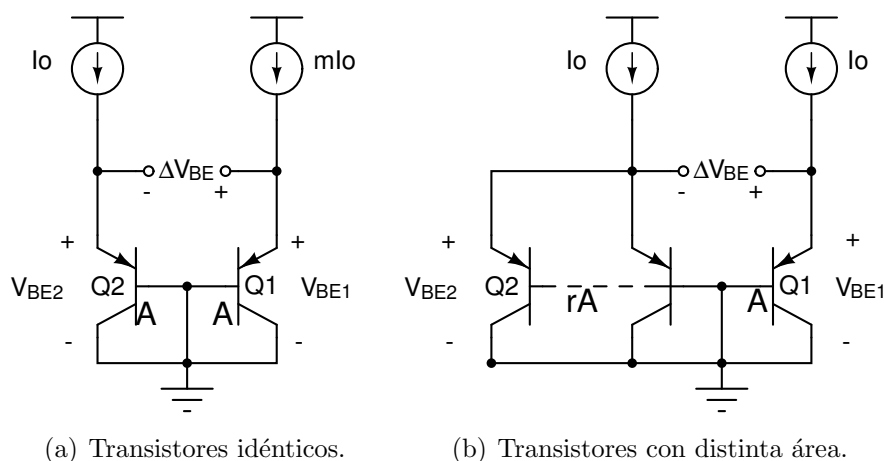 Io
mIo
Io
Io
ΔVBE
- +
ΔVBE
- +
+
+
+
+
VBE2
Q2
A
A
Q1
VBE1
VBE2
Q2
rA
A
Q1
VBE1
-
-
-
-
(a) Transistores idénticos.
(b) Transistores con distinta área.